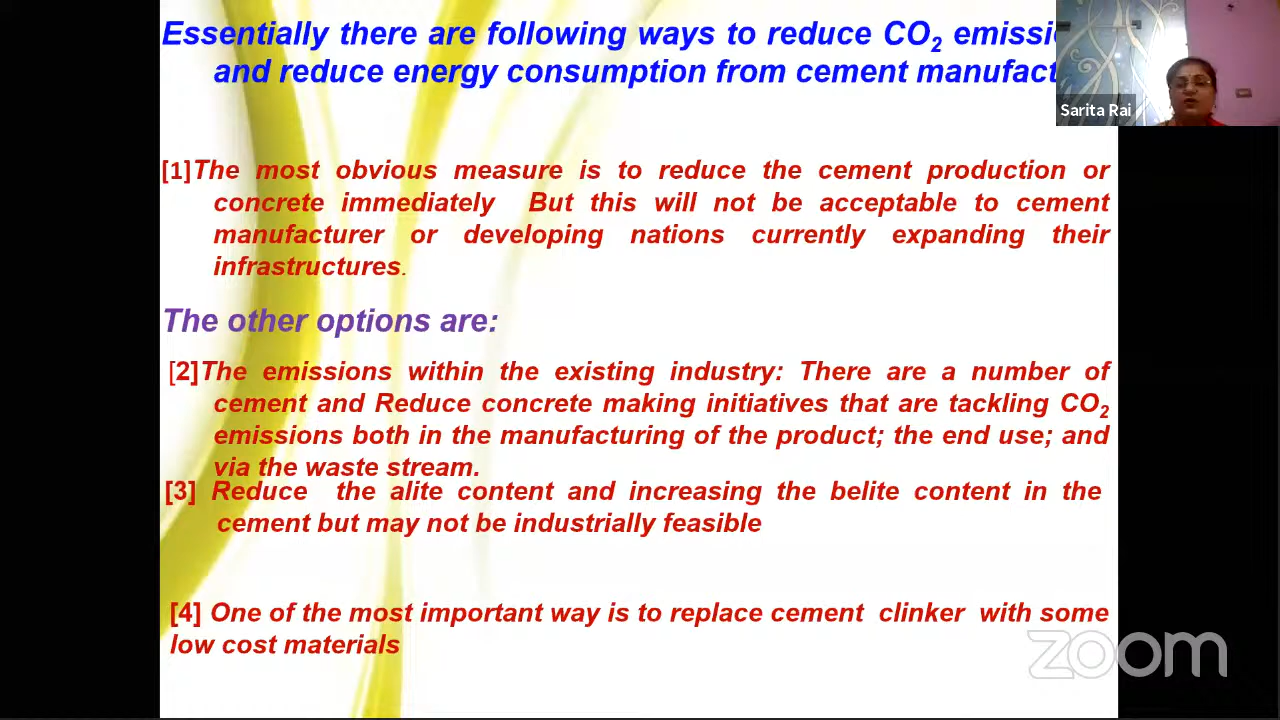 Essentially there are following ways to reduce CO2
and reduce energy consumption from cement
Sarita Rai
[1]The most obvious measure is to reduce the cement production or
concrete immediately But this will not be acceptable to cement
manufacturer or developing nations currently expanding their
infrastructures.
The other options are:
[2]The emissions within the existing industry: There are a number of
cement and Reduce concrete making initiatives that are tackling CO2
emissions both in the manufacturing of the product; the end use; and
via the waste stream.
[3] Reduce the alite content and increasing the belite content in the
cement but may not be industrially feasible
[4] One of the most important way is to replace cement clinker with some
low cost materials
zoom